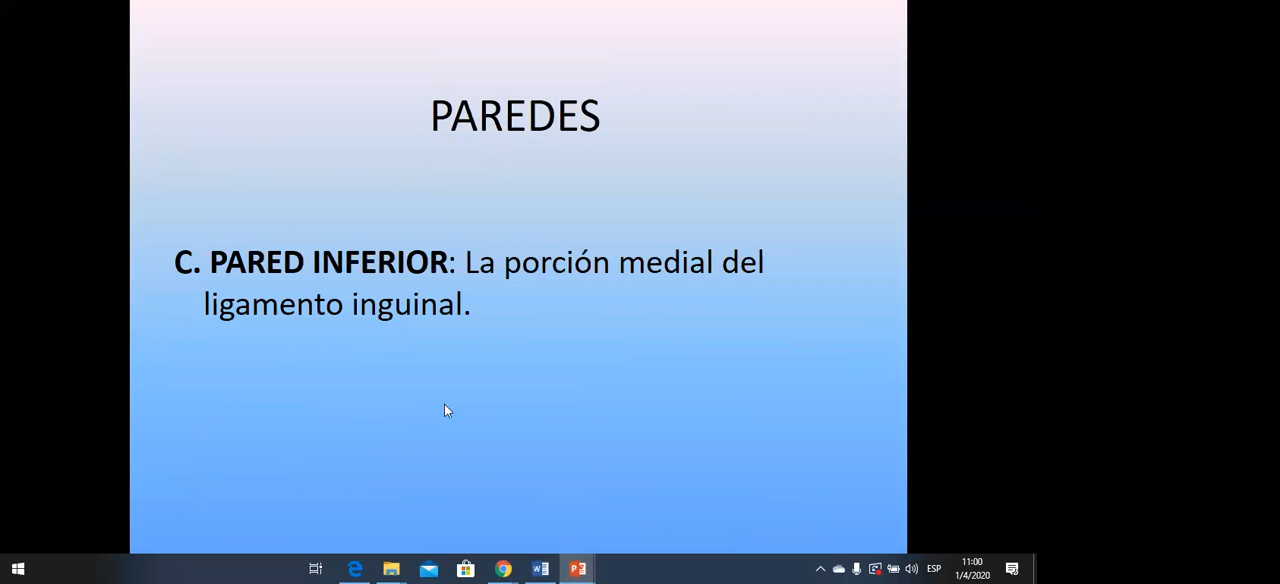 PAREDES
C. PARED INFERIOR: La porción medial del
ligamento inguinal.
ESP
11:00
1/4/2020